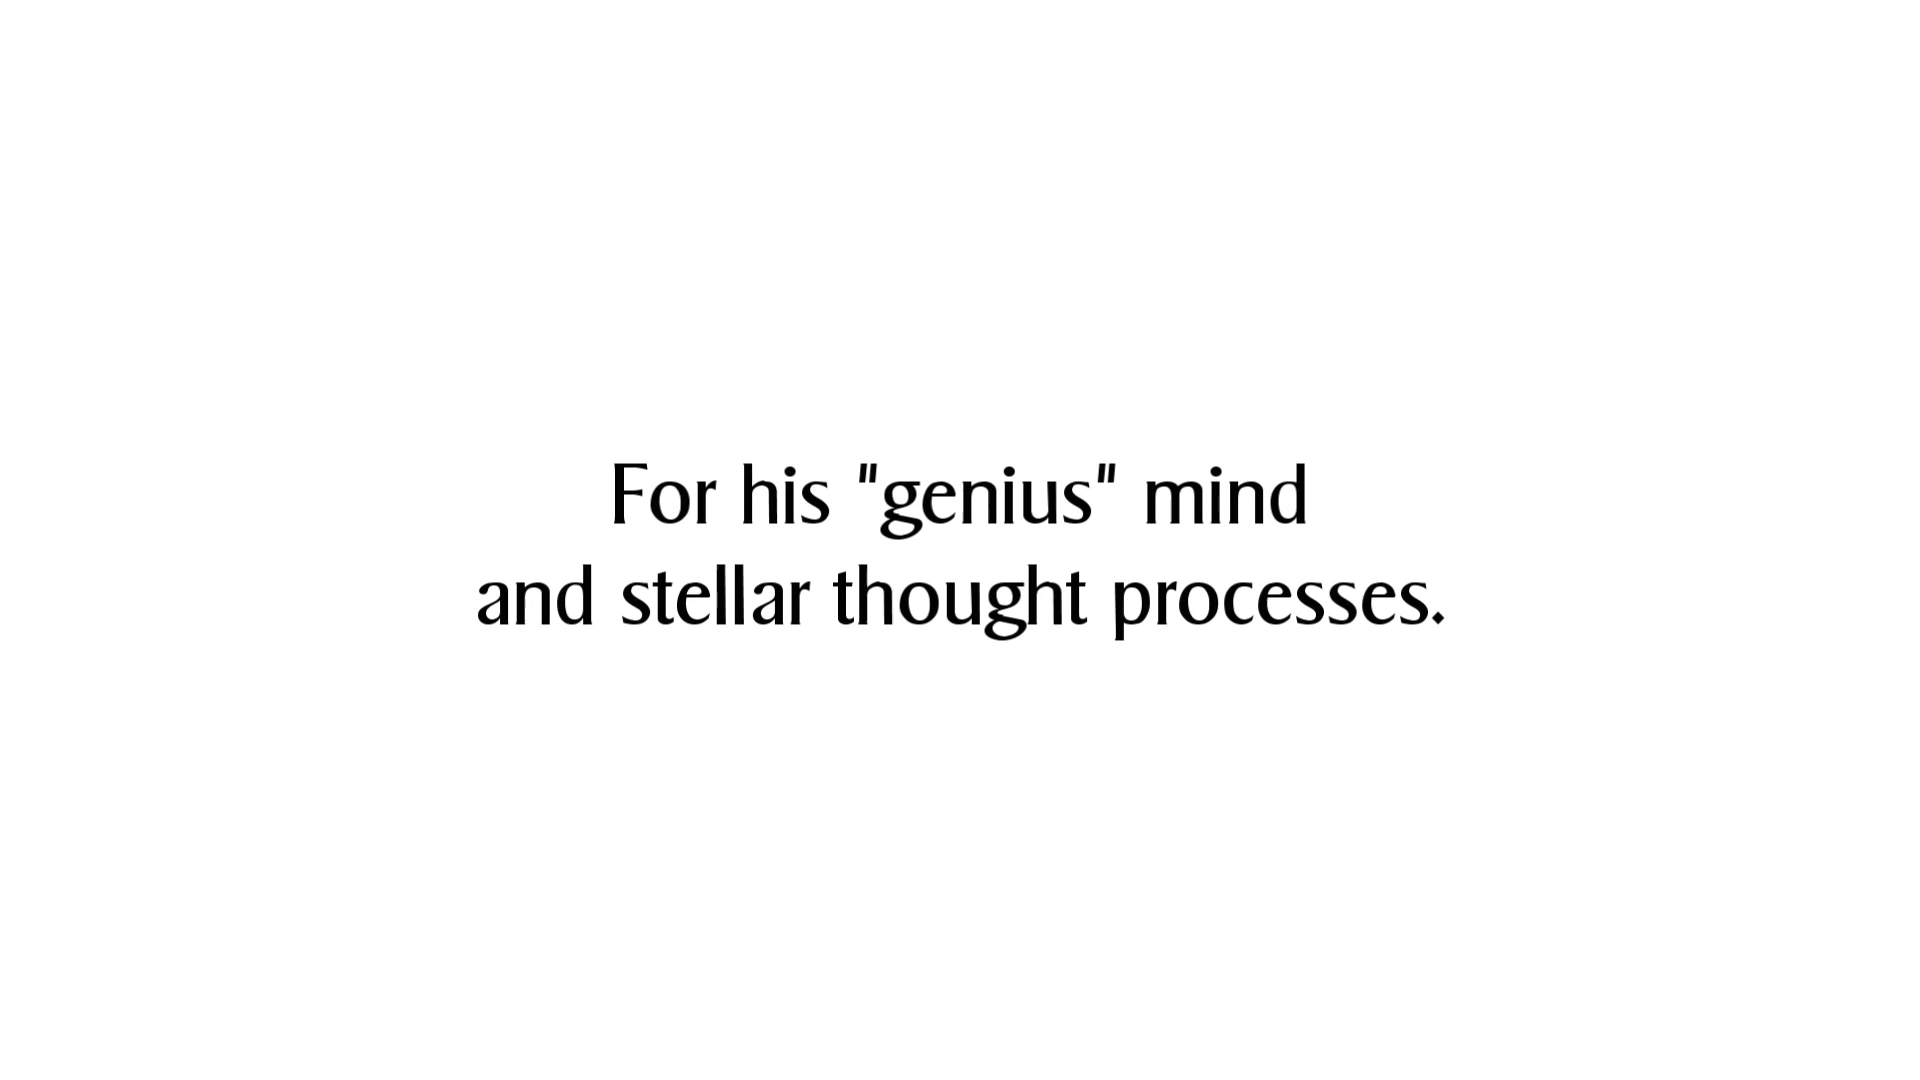 For his "genius" mind
and stellar thought processes.